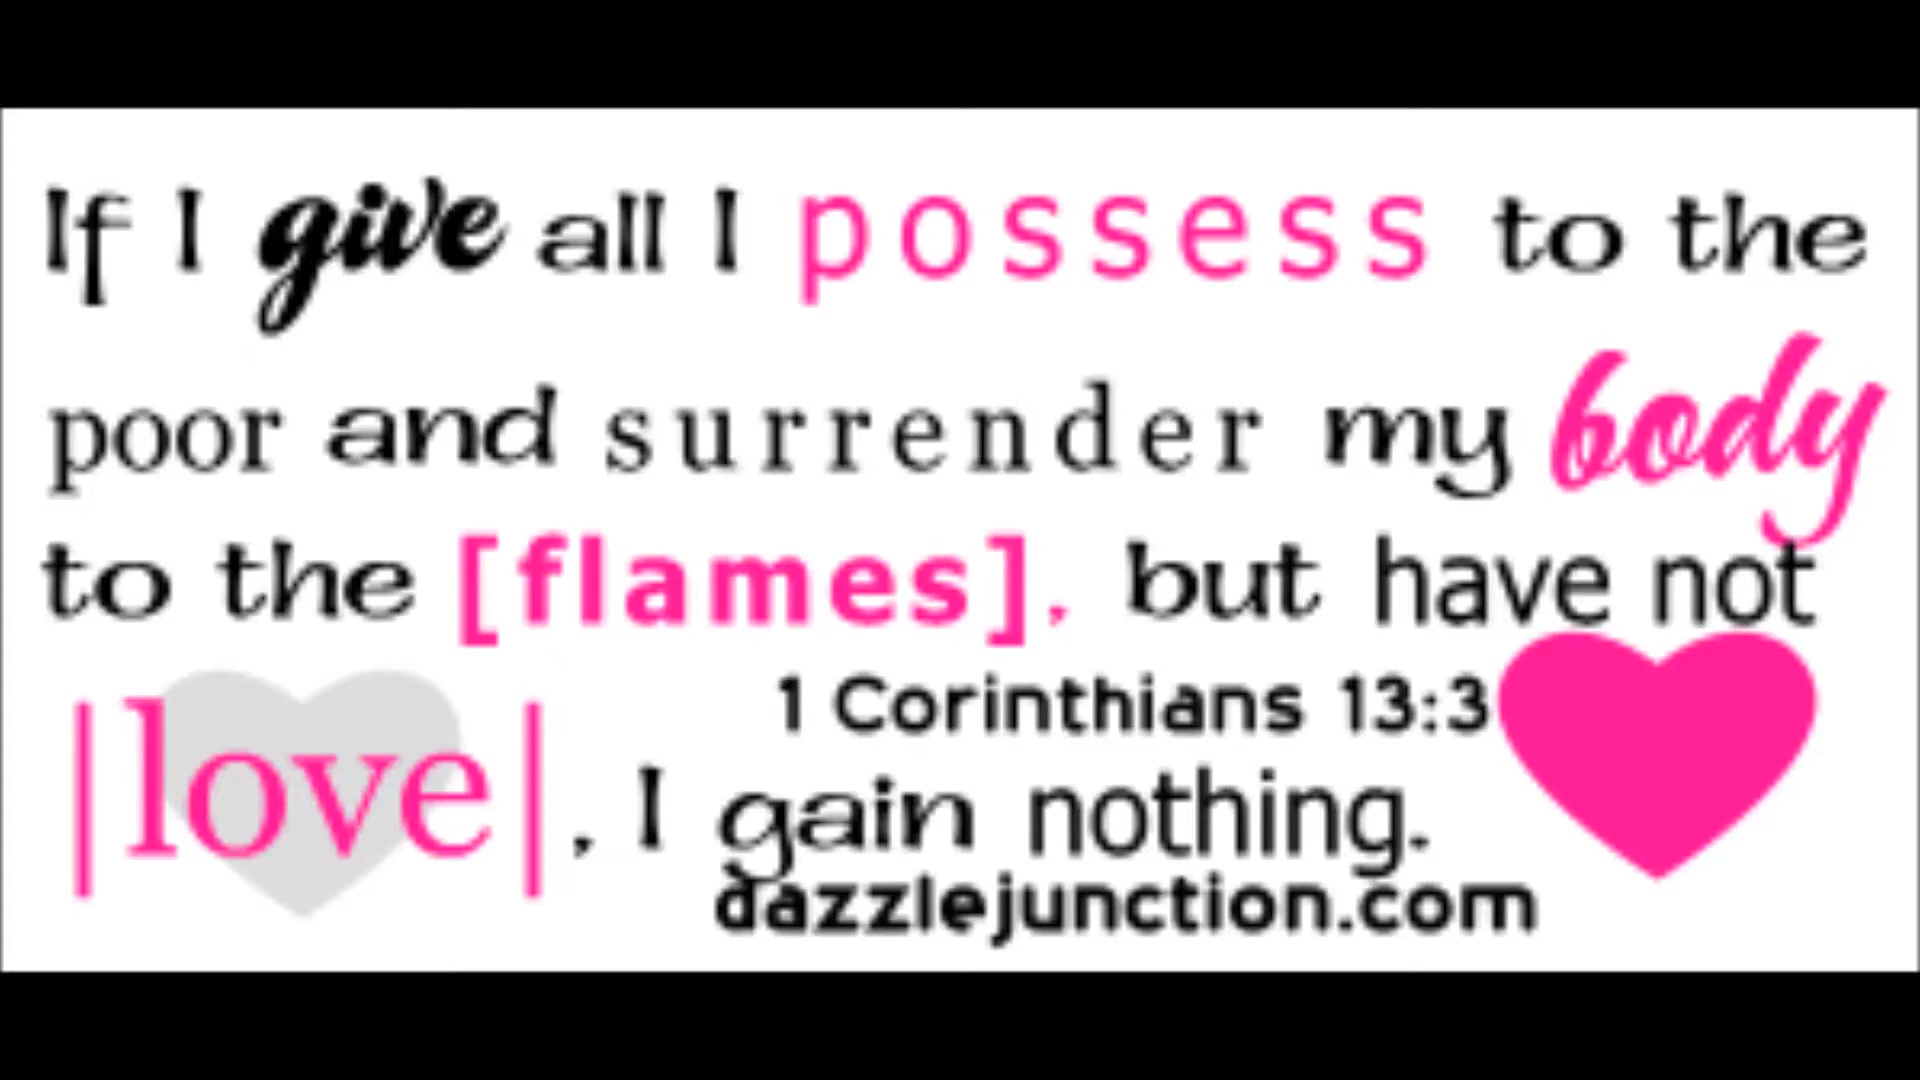 If I give all I possess to the
poor and surrender my body
to the [flames], but have not
1 Corinthians 13:3
|love|, I gain nothing.
dazzlejunction.com